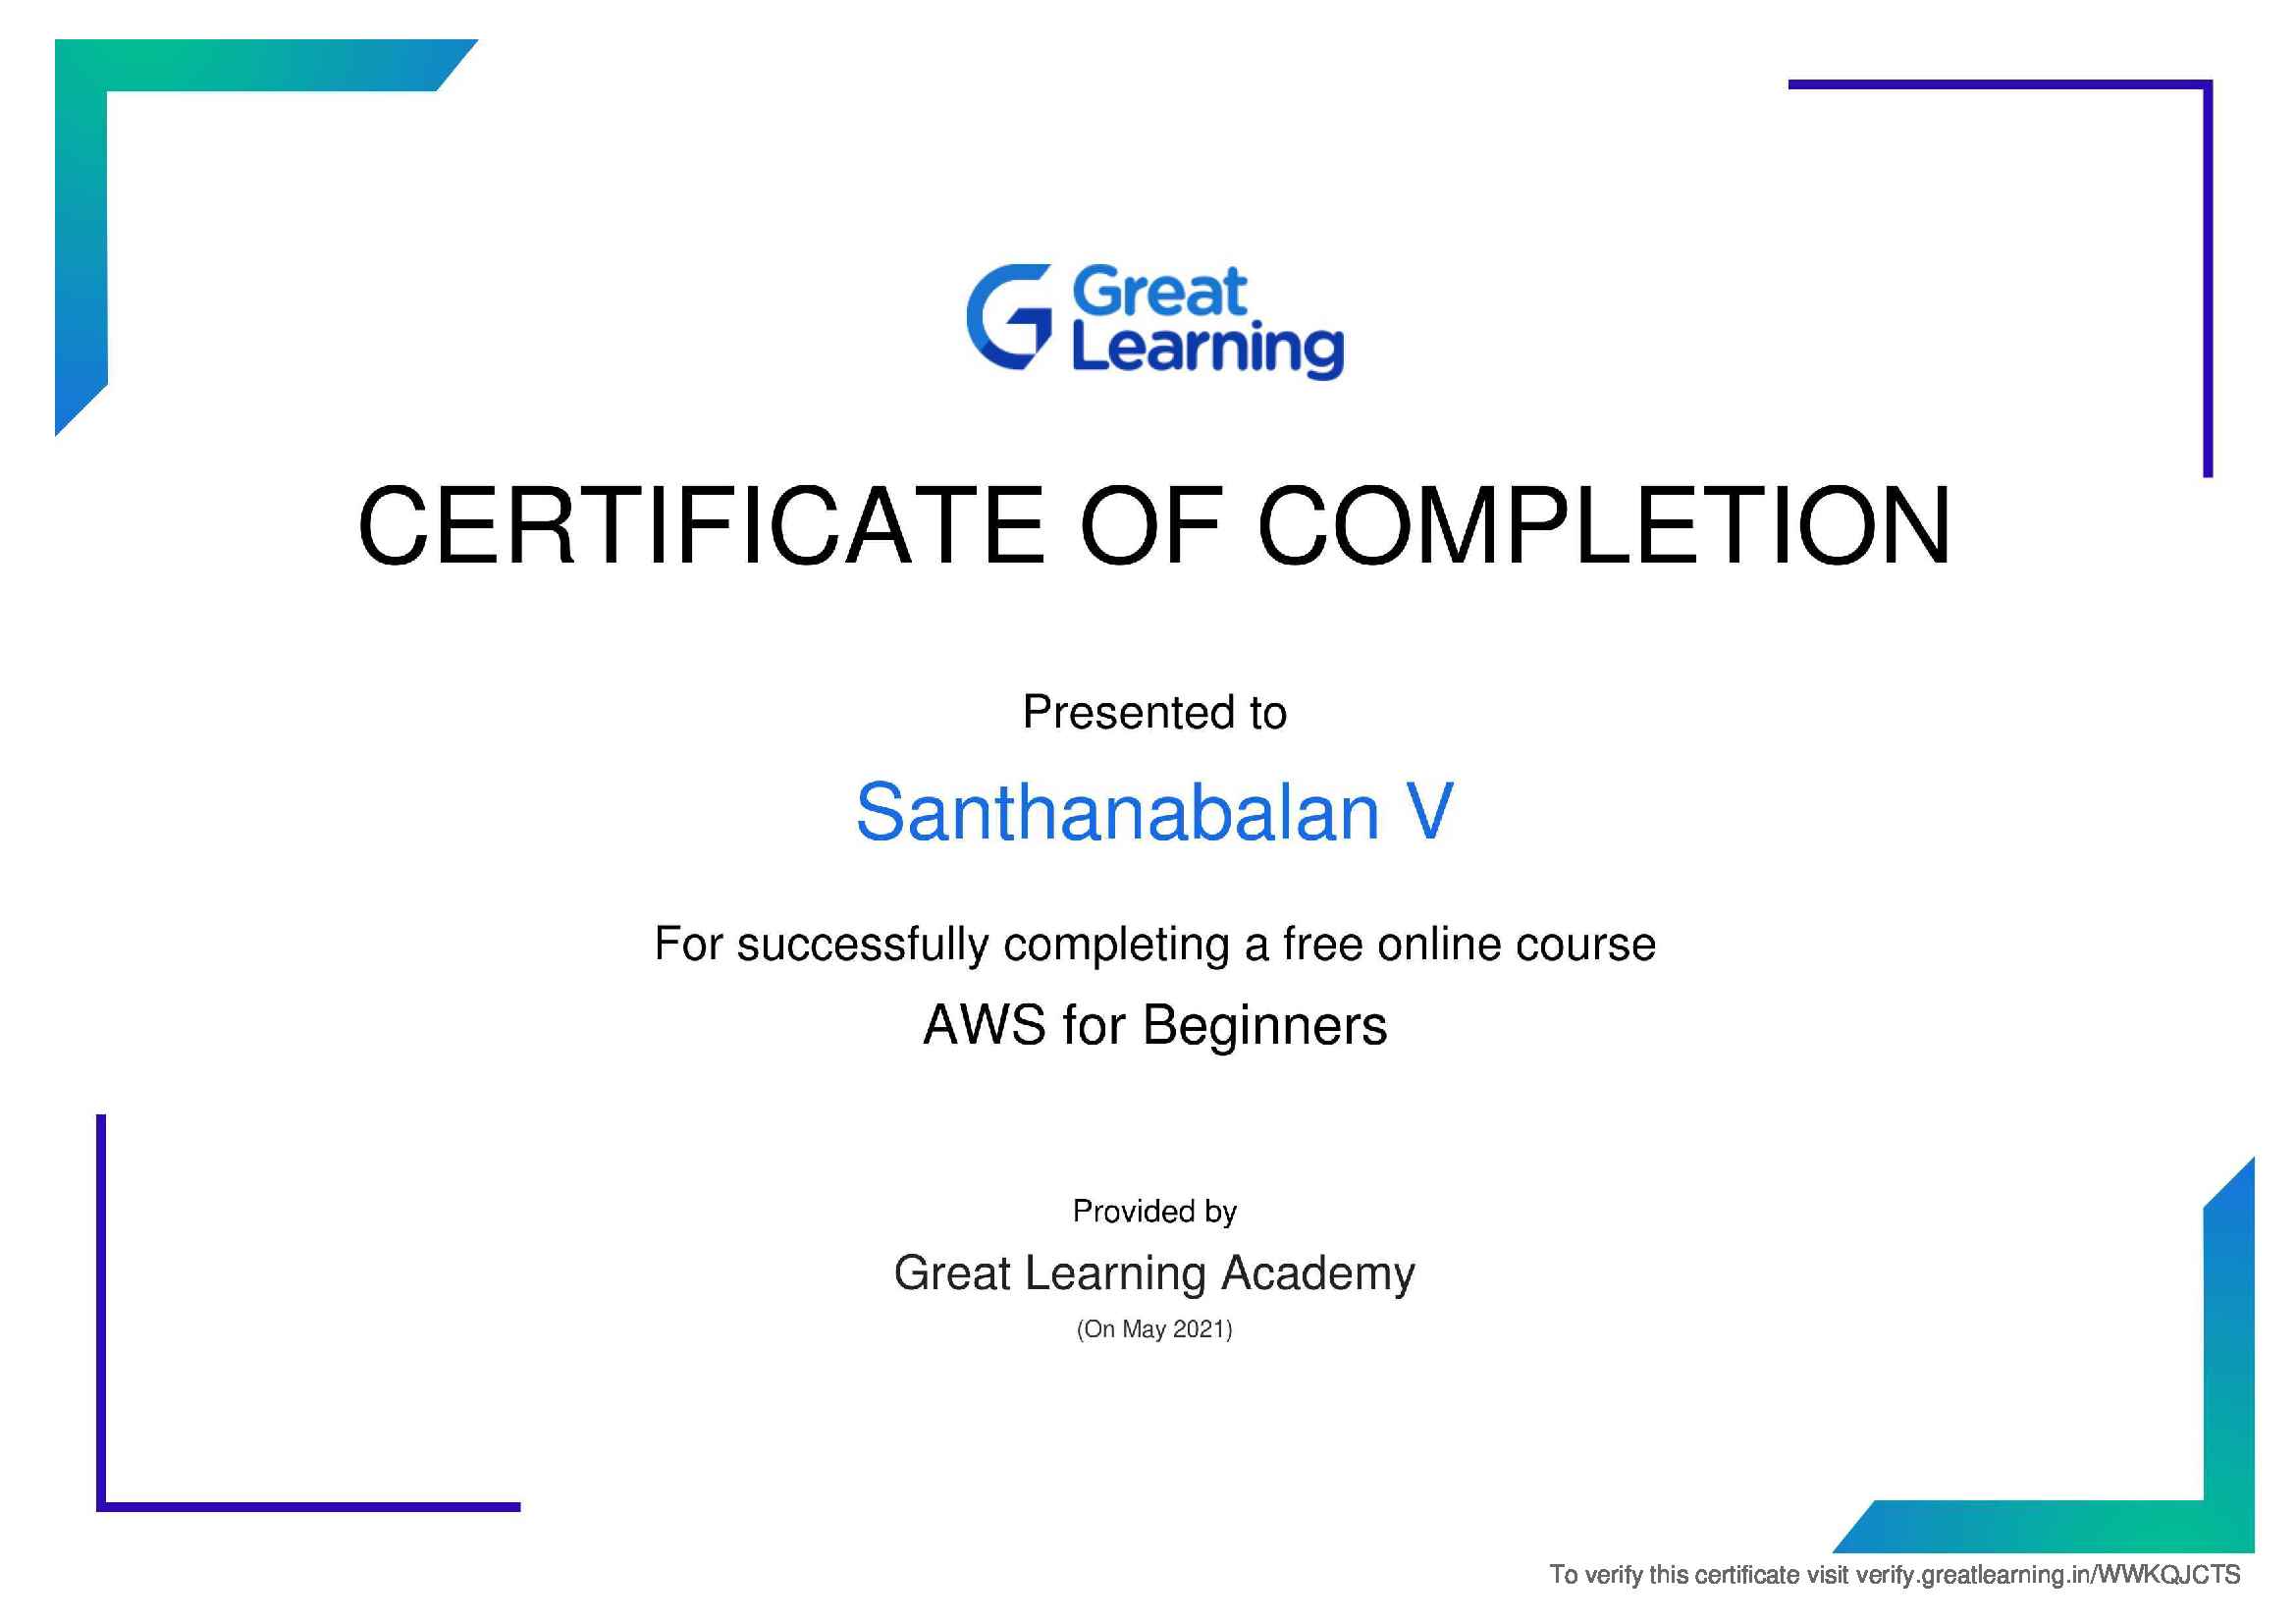 Great
Learning
CERTIFICATE OF COMPLETION
Presented to
Santhanabalan V
For successfully completing a free online course
AWS for Beginners
Provided by
Great Learning Academy
(On May 2021)
To verify this certificate visit verify.greatlearning.in/WWKQJCTS